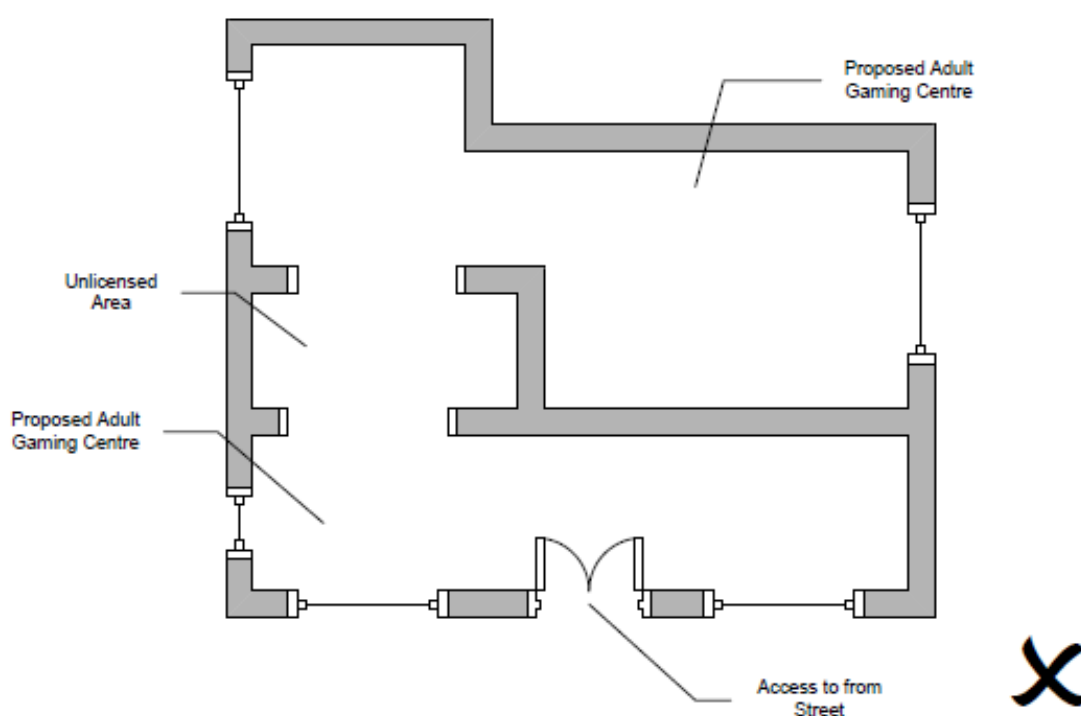 Proposed Adult
Gaming Centre
Unlicensed
Area
Proposed Adult
Gaming Centre
Access to from
Street